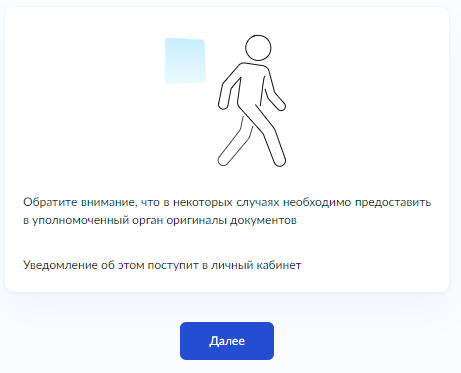 Обратите внимание, что в некоторых случаях необходимо предоставить
в уполномоченный орган оригиналы документов
Уведомление об этом поступит в личный кабинет
Далее